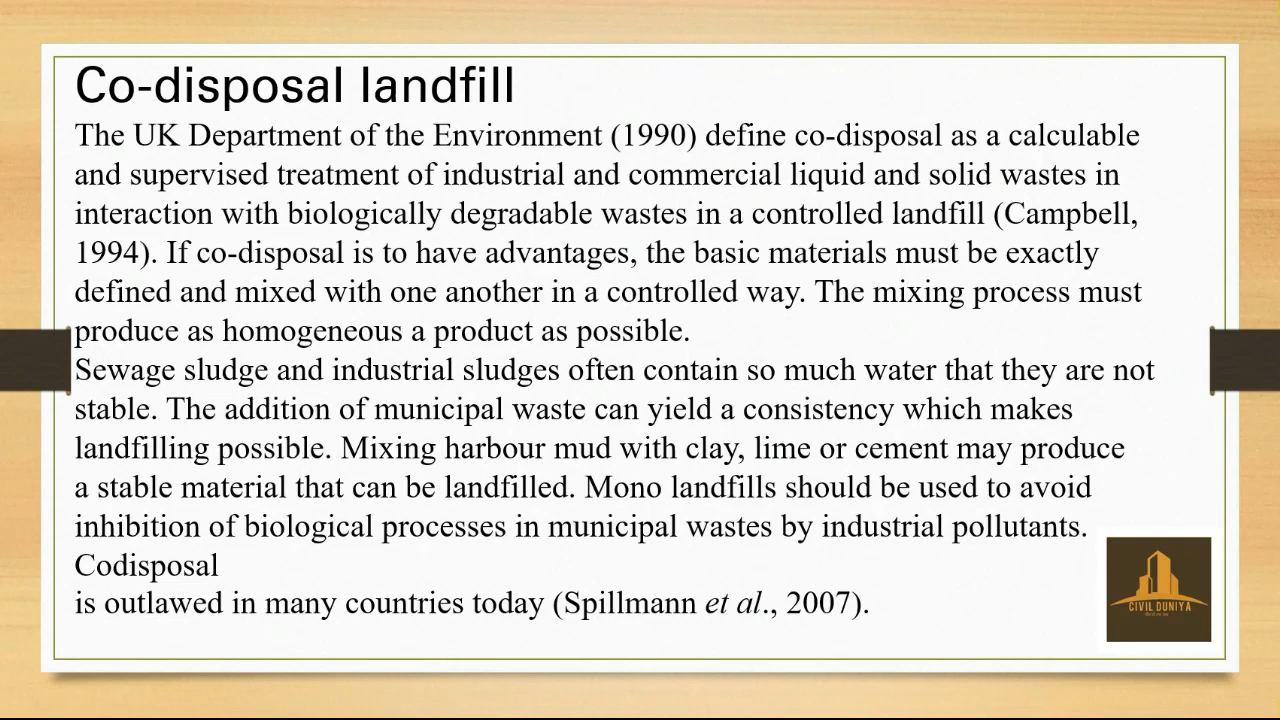 Co-disposal landfill
The UK Department of the Environment (1990) define co-disposal as a calculable
and supervised treatment of industrial and commercial liquid and solid wastes in
interaction with biologically degradable wastes in a controlled landfill (Campbell,
1994). If co-disposal is to have advantages, the basic materials must be exactly
defined and mixed with one another in a controlled way. The mixing process must
produce as homogeneous a product as possible.
Sewage sludge and industrial sludges often contain so much water that they are not
stable. The addition of municipal waste can yield a consistency which makes
landfilling possible. Mixing harbour mud with clay, lime or cement may produce
a stable material that can be landfilled. Mono landfills should be used to avoid
inhibition of biological processes in municipal wastes by industrial pollutants.
Codisposal
is outlawed in many countries today (Spillmann et al., 2007).
CIVIL DUNIYA